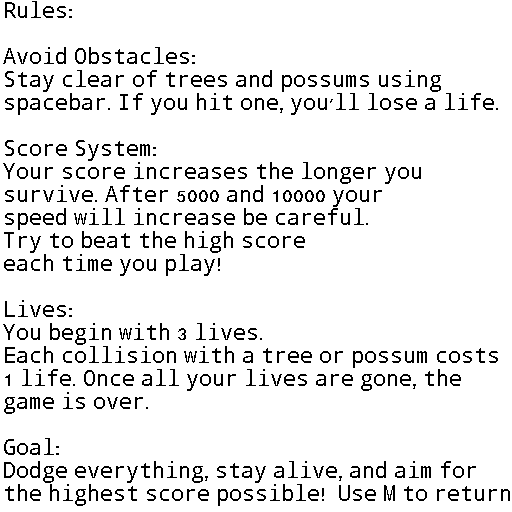 Rules:
Avoid Obstacles:
Stay clear of trees and possums using
spacebar. If you hit one, you'll lose a life.
Score System:
Your score increases the longer you
survive. After 5000 and 10000 your
speed will increase be careful.
Try to beat the high score
each time you play!
Lives:
You begin with 3 lives.
Each collision with a tree or possum costs
1 life. Once all your lives are gone, the
game is over.
Goal:
Dodge everything, stay alive, and aim for
the highest score possible!  Use M to return